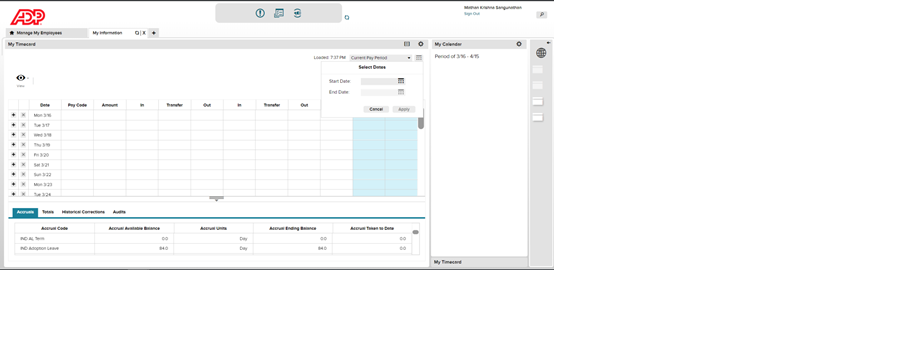 Mathan Krishna Sangunathan
Sign Out
ADP
Manage My Employees
My Information
X
+
My Timecard
My Calendar
Loaded: 7:37 PM
Current Pay Period
Period of 3/16 - 4/15
Select Dates
Start Date:
End Date:
Cancel
Apply
View
Date Pay Code Amount In Transfer Out In Transfer Out
Mon 3/16
Tue 3/17
Wed 3/18
Thu 3/19
Fri 3/20
Sat 3/21
Sun 3/22
Mon 3/23
Tue 3/24
Accruals Totals Historical Corrections Audits
Accrual Code Accrual Available Balance Accrual Units Accrual Ending Balance Accrual Taken to Date
IND AL Term 0.0 Day 0.0 0.0
IND Adoption Leave 84.0 Day 84.0 0.0
My Timecard